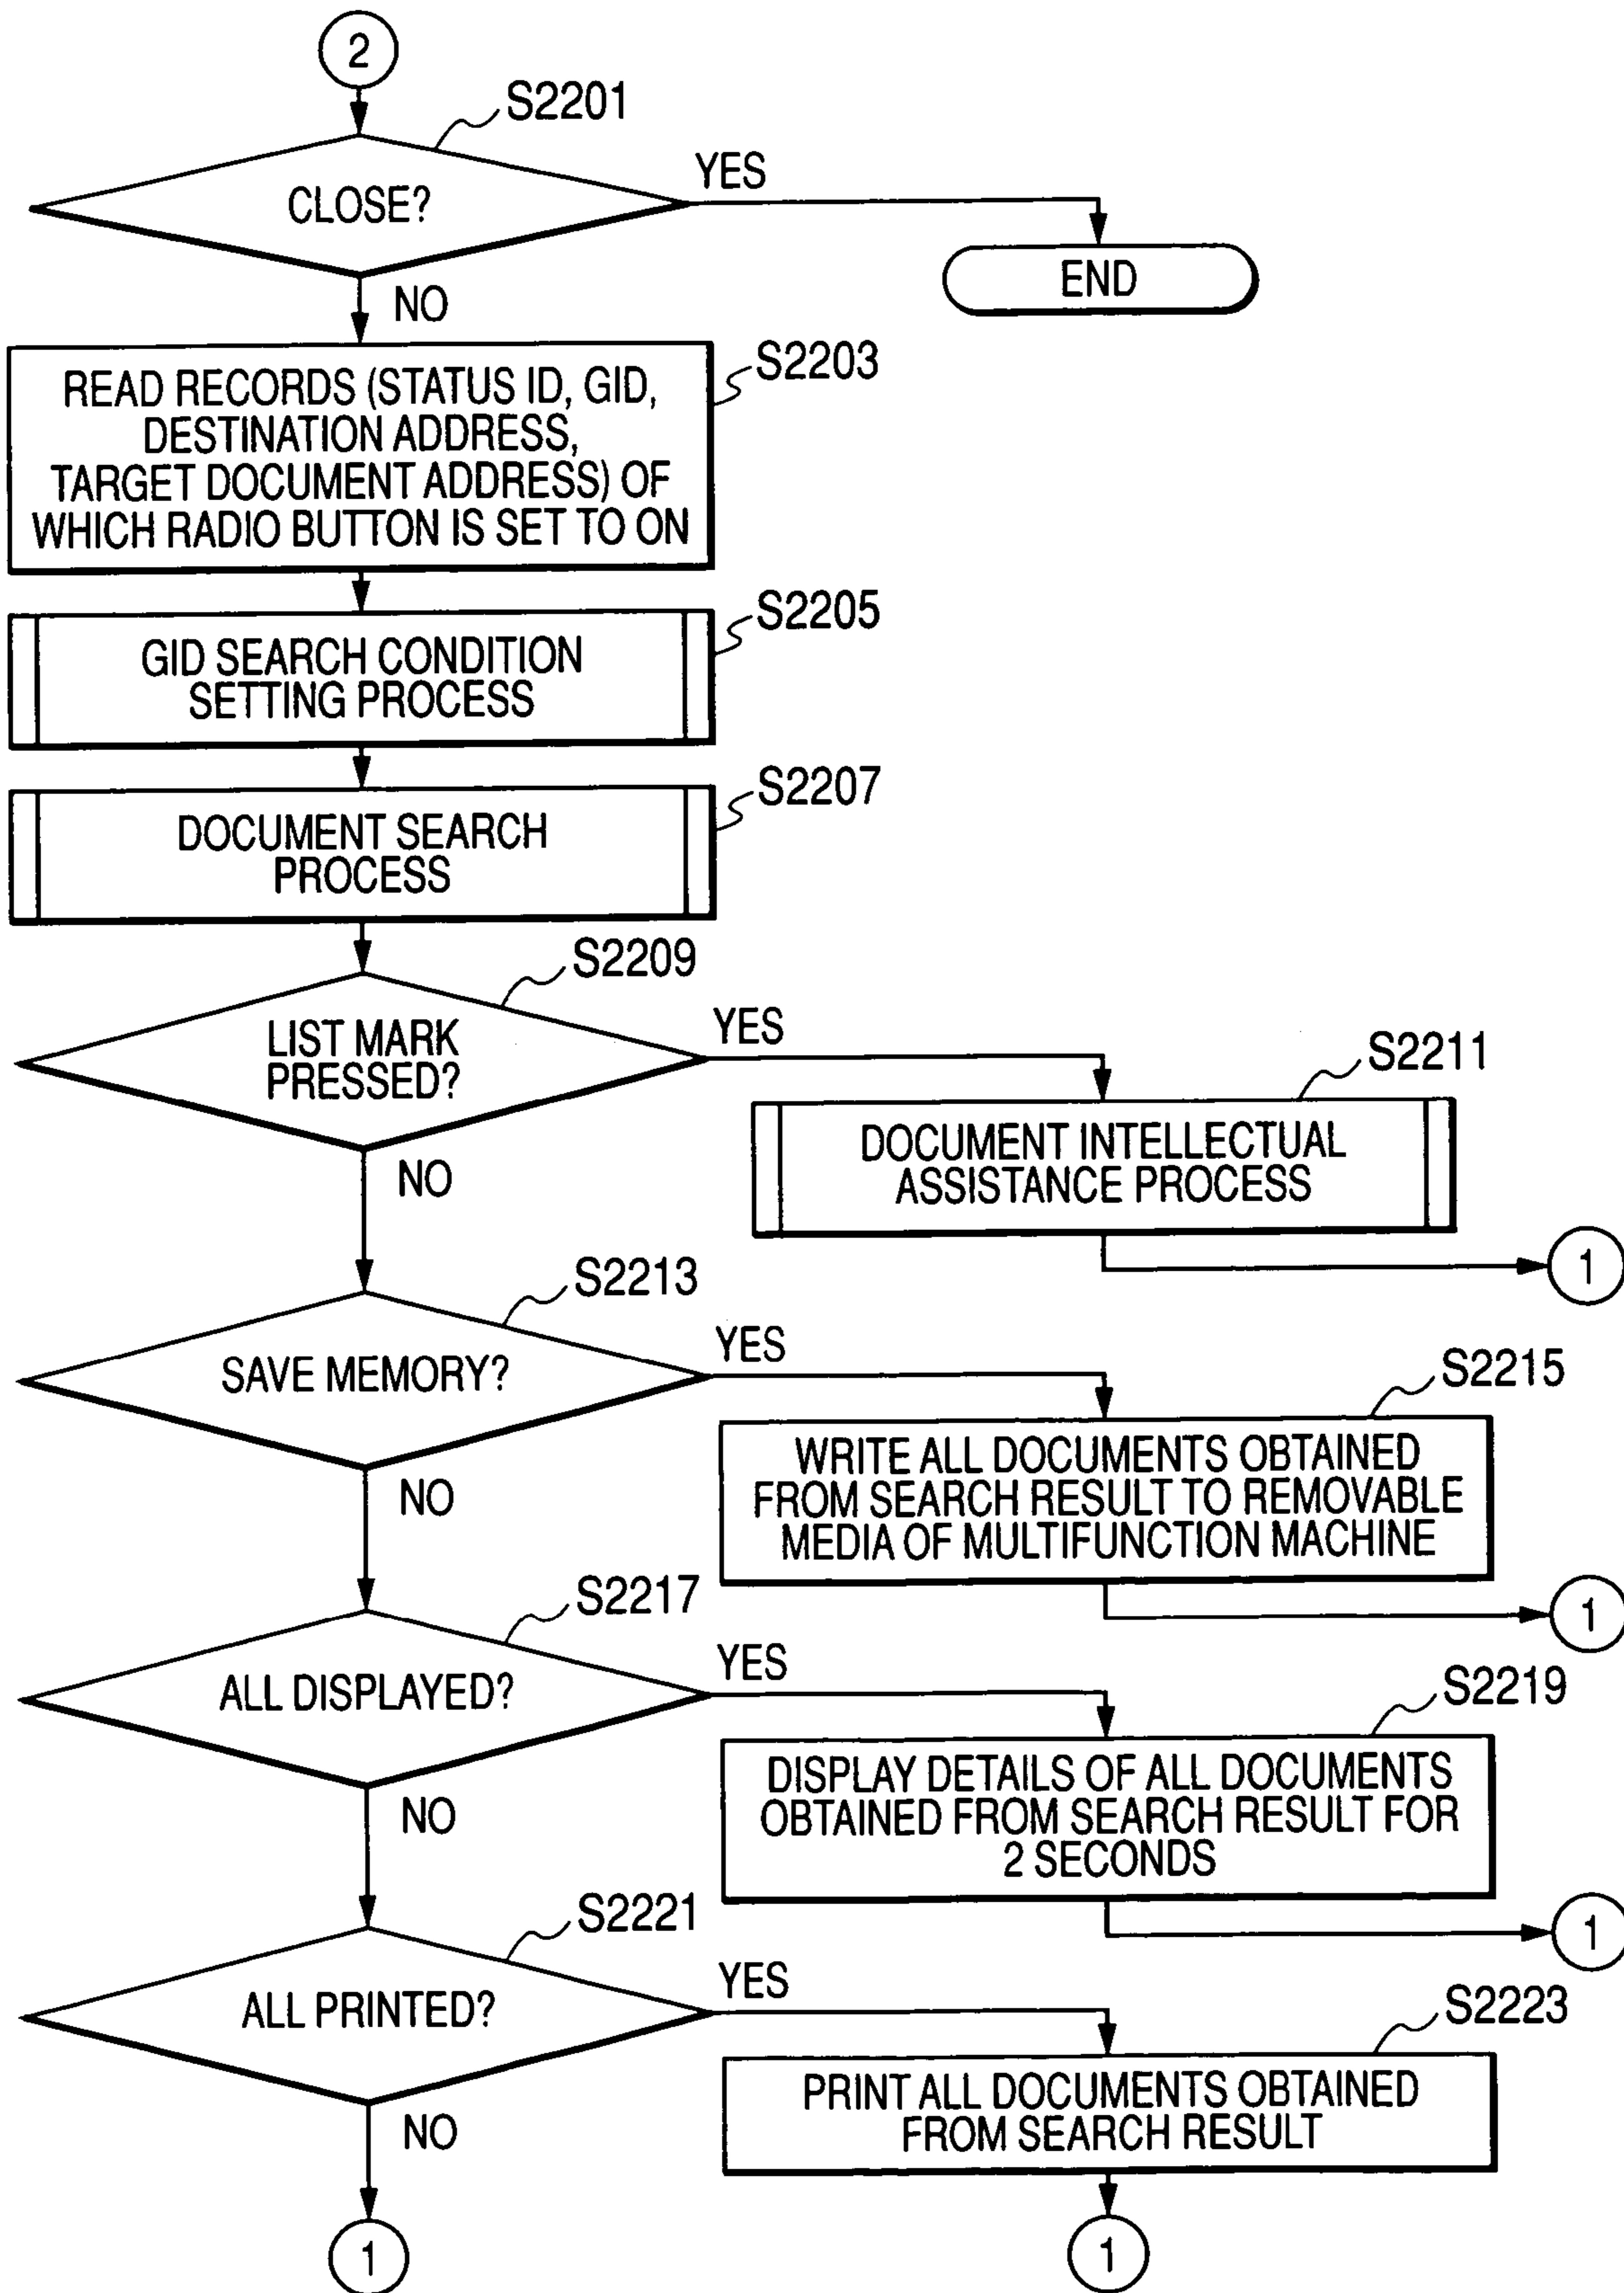 2
S2201
CLOSE?
YES
END
NO
S2203
READ RECORDS (STATUS ID, GID,
DESTINATION ADDRESS,
TARGET DOCUMENT ADDRESS) OF
WHICH RADIO BUTTON IS SET TO ON
S2205
GID SEARCH CONDITION
SETTING PROCESS
S2207
DOCUMENT SEARCH
PROCESS
S2209
LIST MARK
PRESSED?
YES
S2211
DOCUMENT INTELLECTUAL
ASSISTANCE PROCESS
1
NO
S2213
SAVE MEMORY?
YES
S2215
WRITE ALL DOCUMENTS OBTAINED
FROM SEARCH RESULT TO REMOVABLE
MEDIA OF MULTIFUNCTION MACHINE
1
NO
S2217
ALL DISPLAYED?
YES
S2219
DISPLAY DETAILS OF ALL DOCUMENTS
OBTAINED FROM SEARCH RESULT FOR
2 SECONDS
1
NO
S2221
ALL PRINTED?
YES
S2223
PRINT ALL DOCUMENTS OBTAINED
FROM SEARCH RESULT
NO
1
1